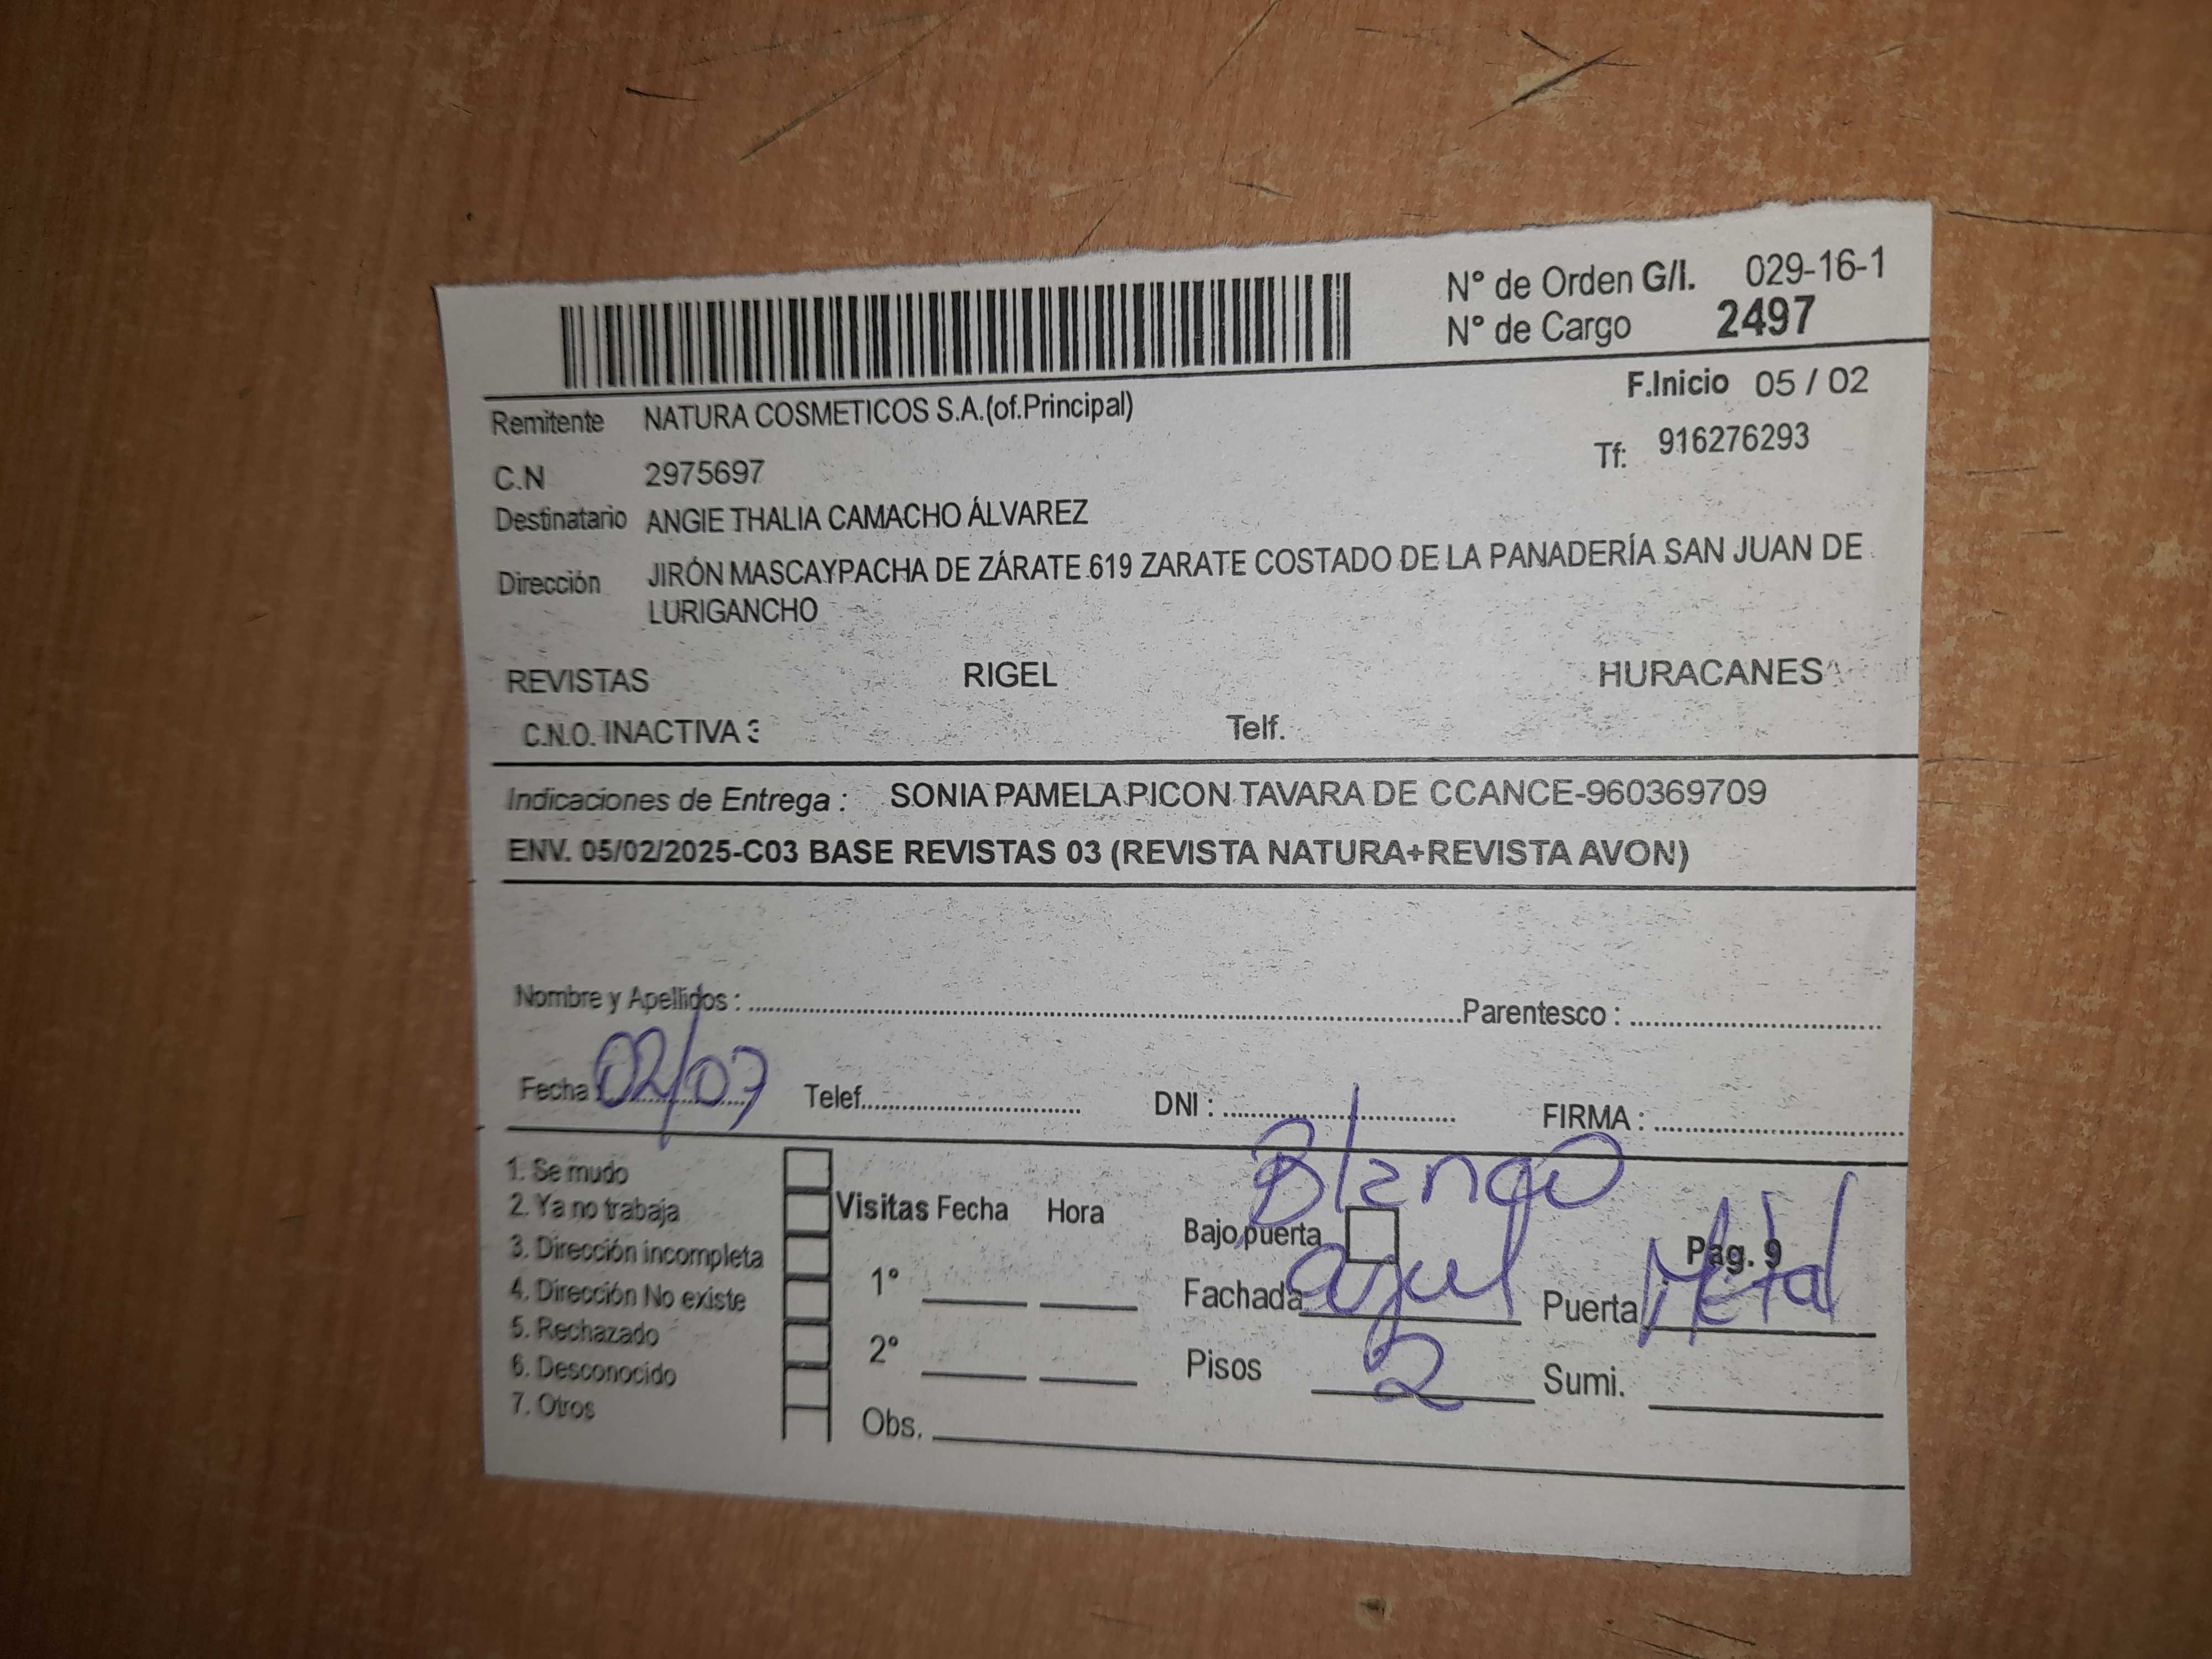 N° de Orden G/I. 029-16-1
N° de Cargo 2497
F.Inicio 05 / 02
Remitente NATURA COSMETICOS S.A.(of.Principal)
Tf: 916276293
C.N 2975697
Destinatario ANGIE THALIA CAMACHO ÁLVAREZ
Dirección JIRÓN MASCAYPACHA DE ZÁRATE 619 ZARATE COSTADO DE LA PANADERÍA SAN JUAN DE
LURIGANCHO
REVISTAS RIGEL HURACANES
C.N.O. INACTIVA 3 Telf.
Indicaciones de Entrega : SONIA PAMELA PICON TAVARA DE CCANCE-960369709
ENV. 05/02/2025-C03 BASE REVISTAS 03 (REVISTA NATURA+REVISTA AVON)
Nombre y Apellidos : Parentesco :
Fecha 02/07 Telef. DNI : FIRMA :
Blanco
1. Se mudo
2. Ya no trabaja
3. Dirección incompleta
4. Dirección No existe
5. Rechazado
6. Desconocido
7. Otros
Visitas Fecha Hora
1°
2°
Obs.
Bajo puerta Pag. 9
Fachada azul Puerta Metal
Pisos 2 Sumi.